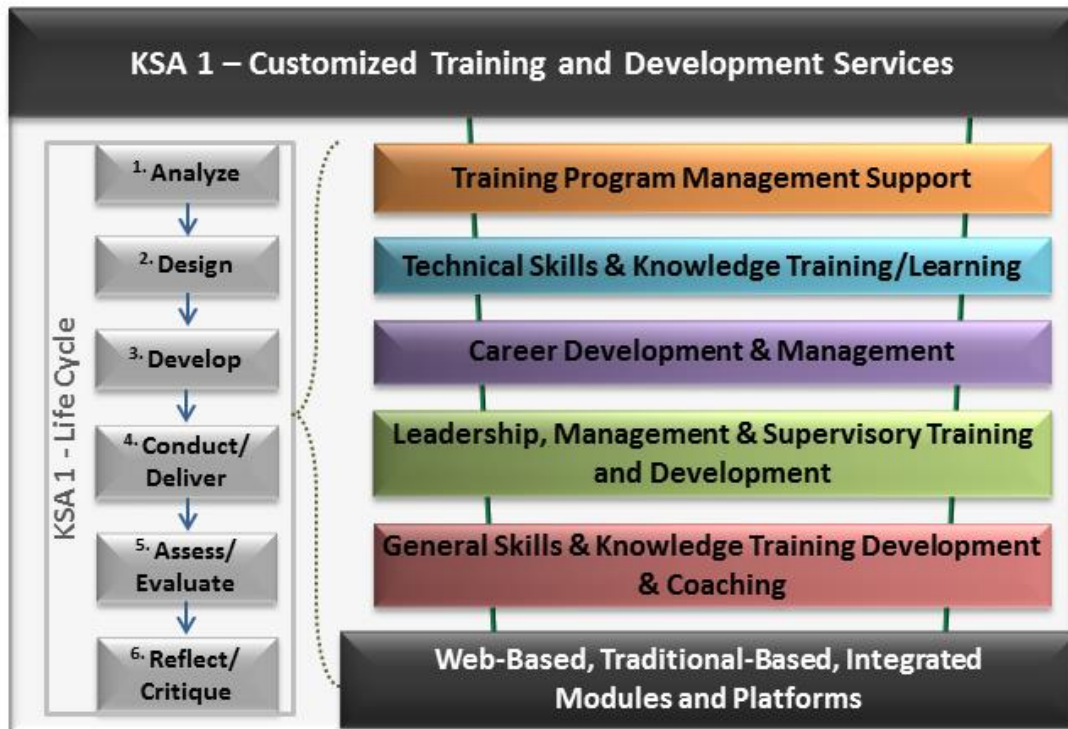 KSA 1 – Customized Training and Development Services
KSA 1 - Life Cycle
1. Analyze
2. Design
3. Develop
4. Conduct/
Deliver
5. Assess/
Evaluate
6. Reflect/
Critique
Training Program Management Support
Technical Skills & Knowledge Training/Learning
Career Development & Management
Leadership, Management & Supervisory Training
and Development
General Skills & Knowledge Training Development
& Coaching
Web-Based, Traditional-Based, Integrated
Modules and Platforms